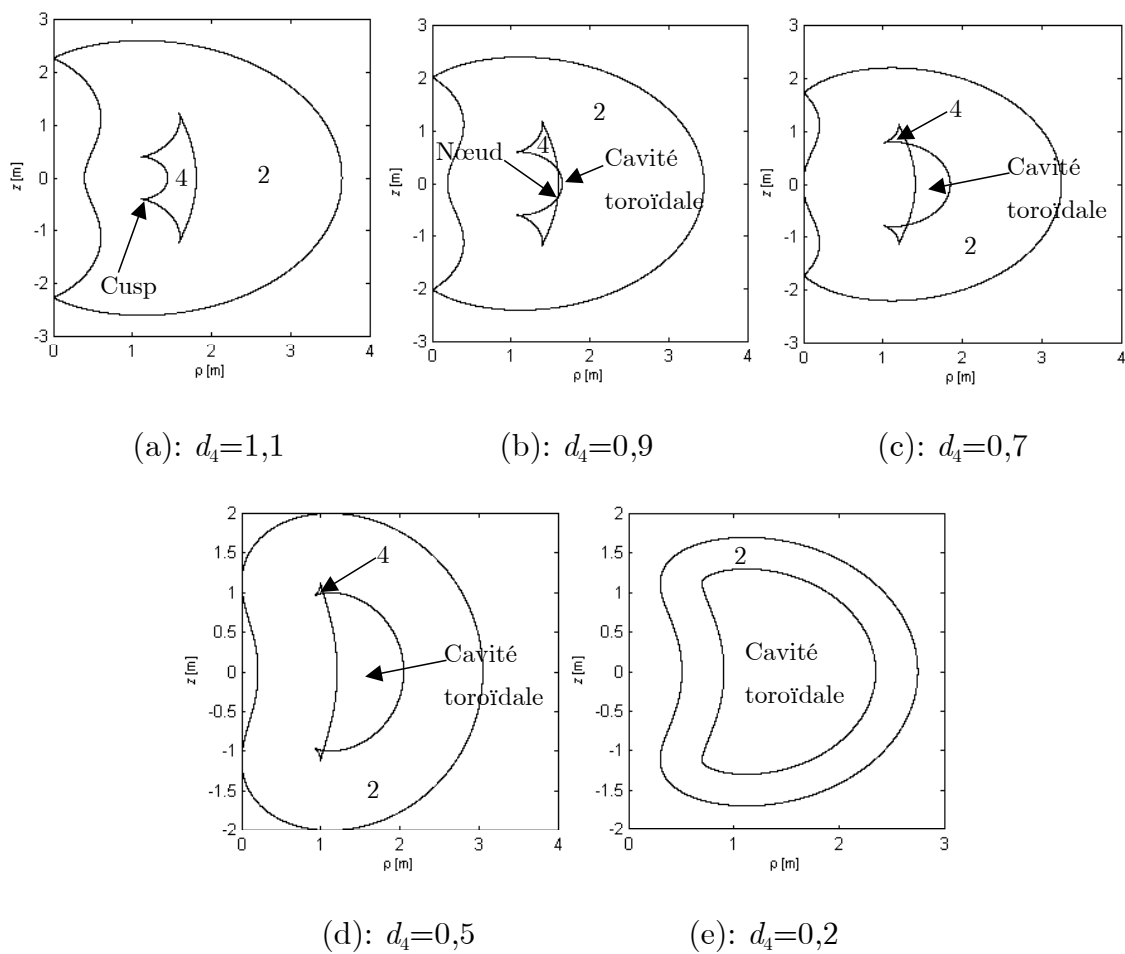 3
2
1
0
-1
-2
-3
z [m]
4
2
Cusp
0
1
2
3
4
ρ [m]
3
2
1
0
-1
-2
-3
z [m]
2
4
Nœud
Cavité
toroïdale
0
1
2
3
4
ρ [m]
3
2
1
0
-1
-2
-3
z [m]
4
Cavité
toroïdale
2
0
1
2
3
4
ρ [m]
(a): d₄=1,1
(b): d₄=0,9
(c): d₄=0,7
2
1.5
1
0.5
0
-0.5
-1
-1.5
-2
z [m]
4
Cavité
toroïdale
2
0
1
2
3
4
ρ [m]
2
1.5
1
0.5
0
-0.5
-1
-1.5
-2
z [m]
2
Cavité
toroïdale
0
1
2
3
ρ [m]
(d): d₄=0,5
(e): d₄=0,2